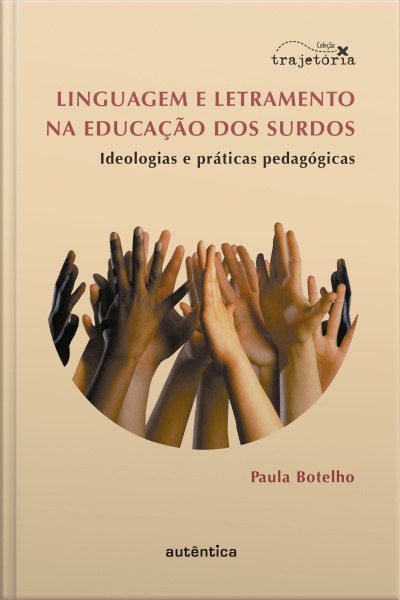 Coleção
trajetória
LINGUAGEM E LETRAMENTO
NA EDUCAÇÃO DOS SURDOS
Ideologias e práticas pedagógicas
Paula Botelho
autêntica